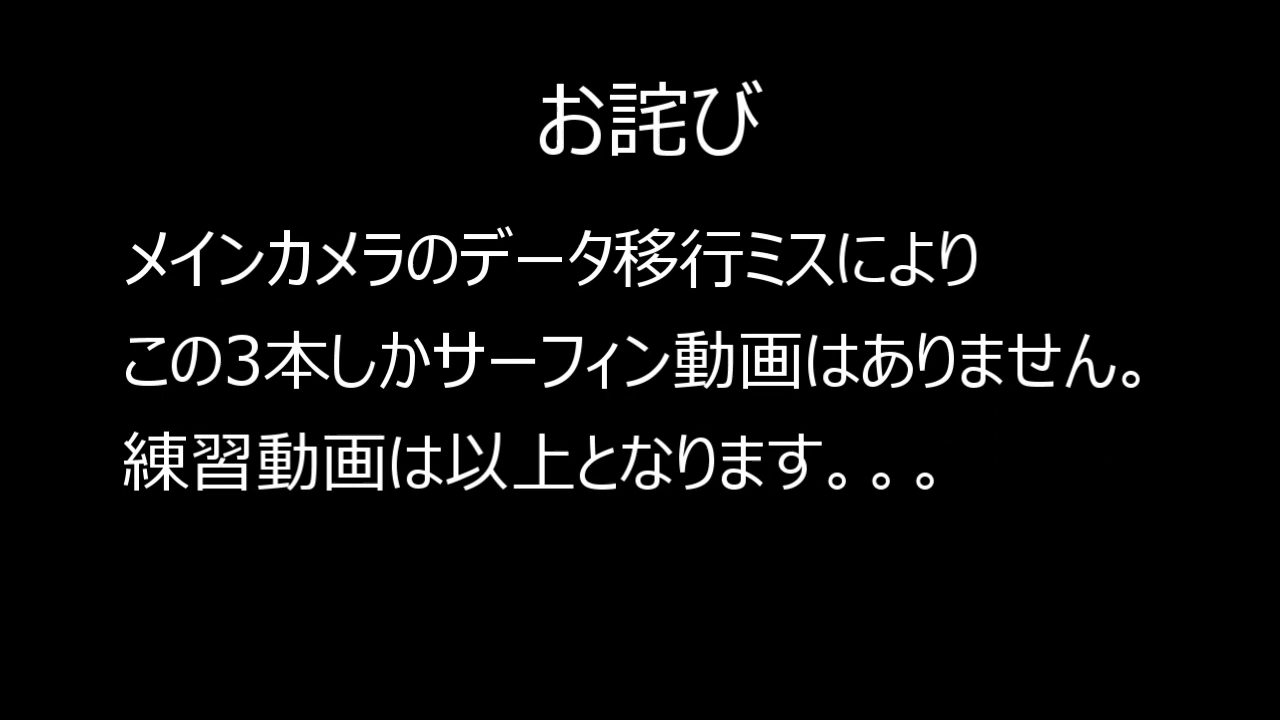 お詫び
メインカメラのデータ移行ミスにより
この3本しかサーフィン動画はありません。
練習動画は以上となります。。。